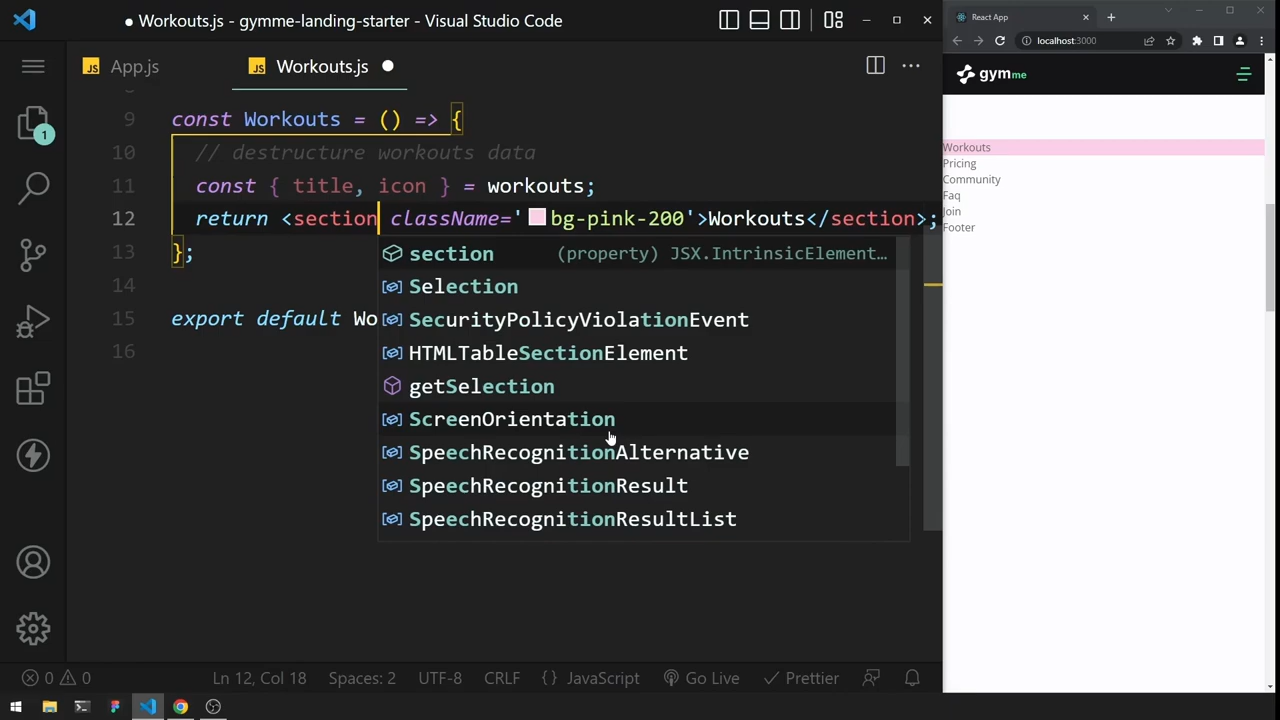 Workouts.js - gymme-landing-starter - Visual Studio Code
JS App.js
JS Workouts.js
9 const Workouts = () => {
10 // destructure workouts data
11 const { title, icon } = workouts;
12 return <section className='bg-pink-200'>Workouts</section>;
13 };
14
15 export default Wo
16
section (property) JSX.IntrinsicElement…
Selection
SecurityPolicyViolationEvent
HTMLTableSectionElement
getSelection
ScreenOrientation
SpeechRecognitionAlternative
SpeechRecognitionResult
SpeechRecognitionResultList
1
0 0
Ln 12, Col 18
Spaces: 2
UTF-8
CRLF
{} JavaScript
Go Live
Prettier
React App
localhost:3000
gymme
Workouts
Pricing
Community
Faq
Join
Footer